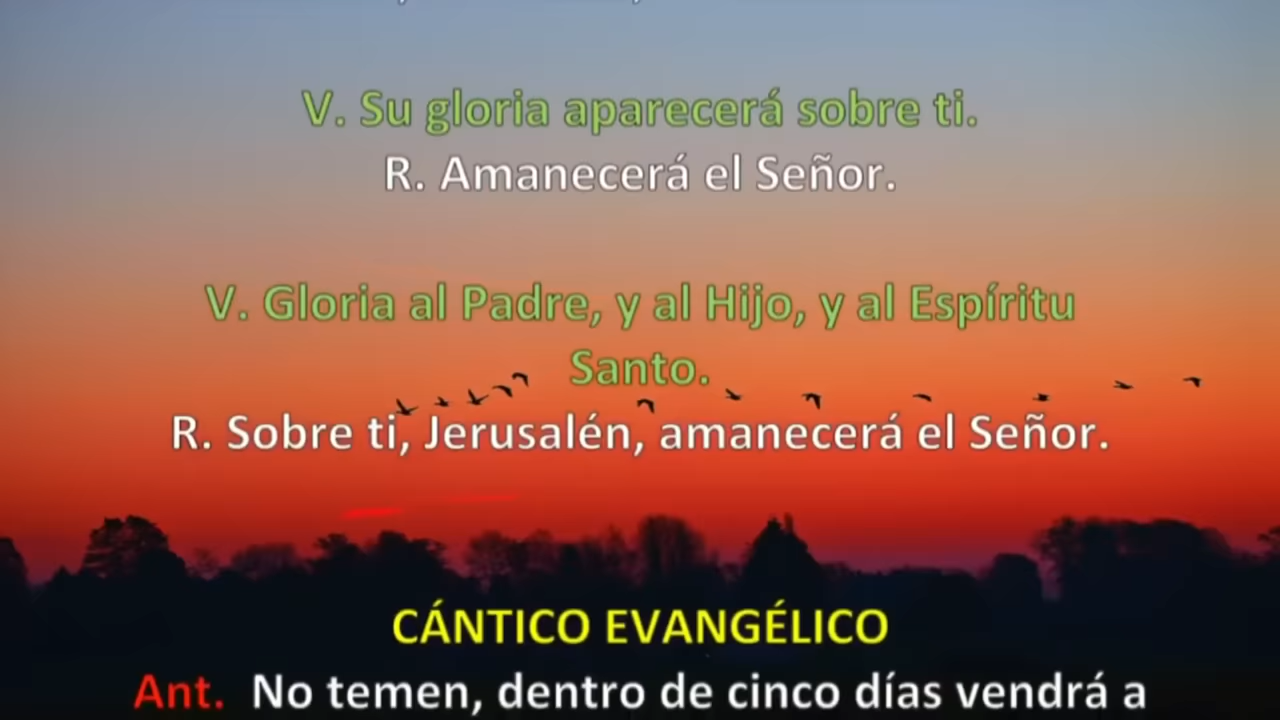 V. Su gloria aparecerá sobre ti.
R. Amanecerá el Señor.
V. Gloria al Padre, y al Hijo, y al Espíritu
Santo.
R. Sobre ti, Jerusalén, amanecerá el Señor.
CÁNTICO EVANGÉLICO
Ant. No temen, dentro de cinco días vendrá a